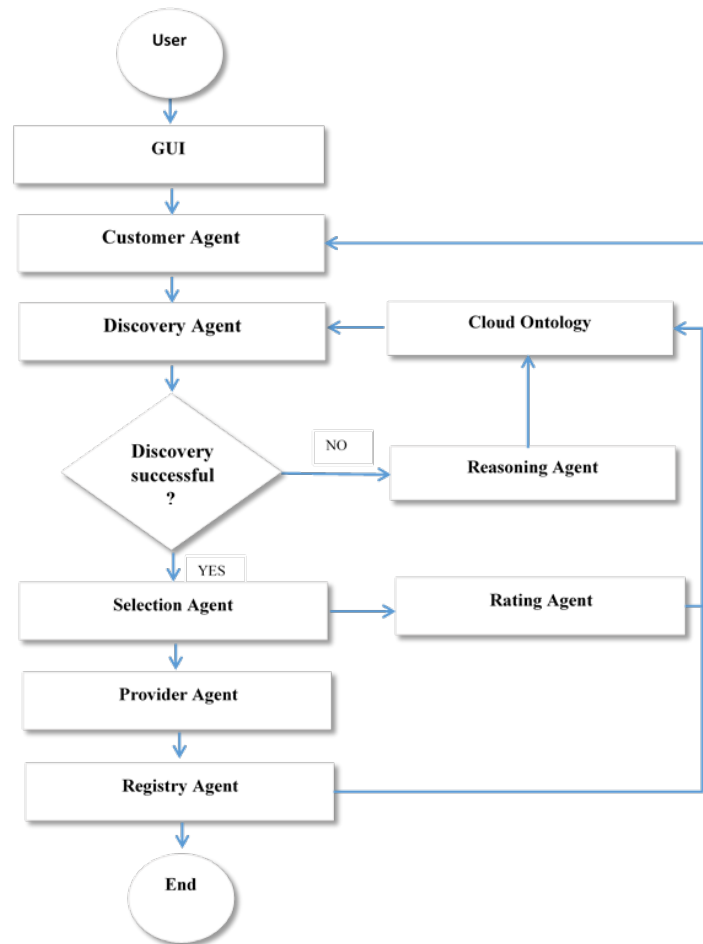 User
GUI
Customer Agent
Discovery Agent
Cloud Ontology
Discovery
successful
?
NO
Reasoning Agent
YES
Selection Agent
Rating Agent
Provider Agent
Registry Agent
End